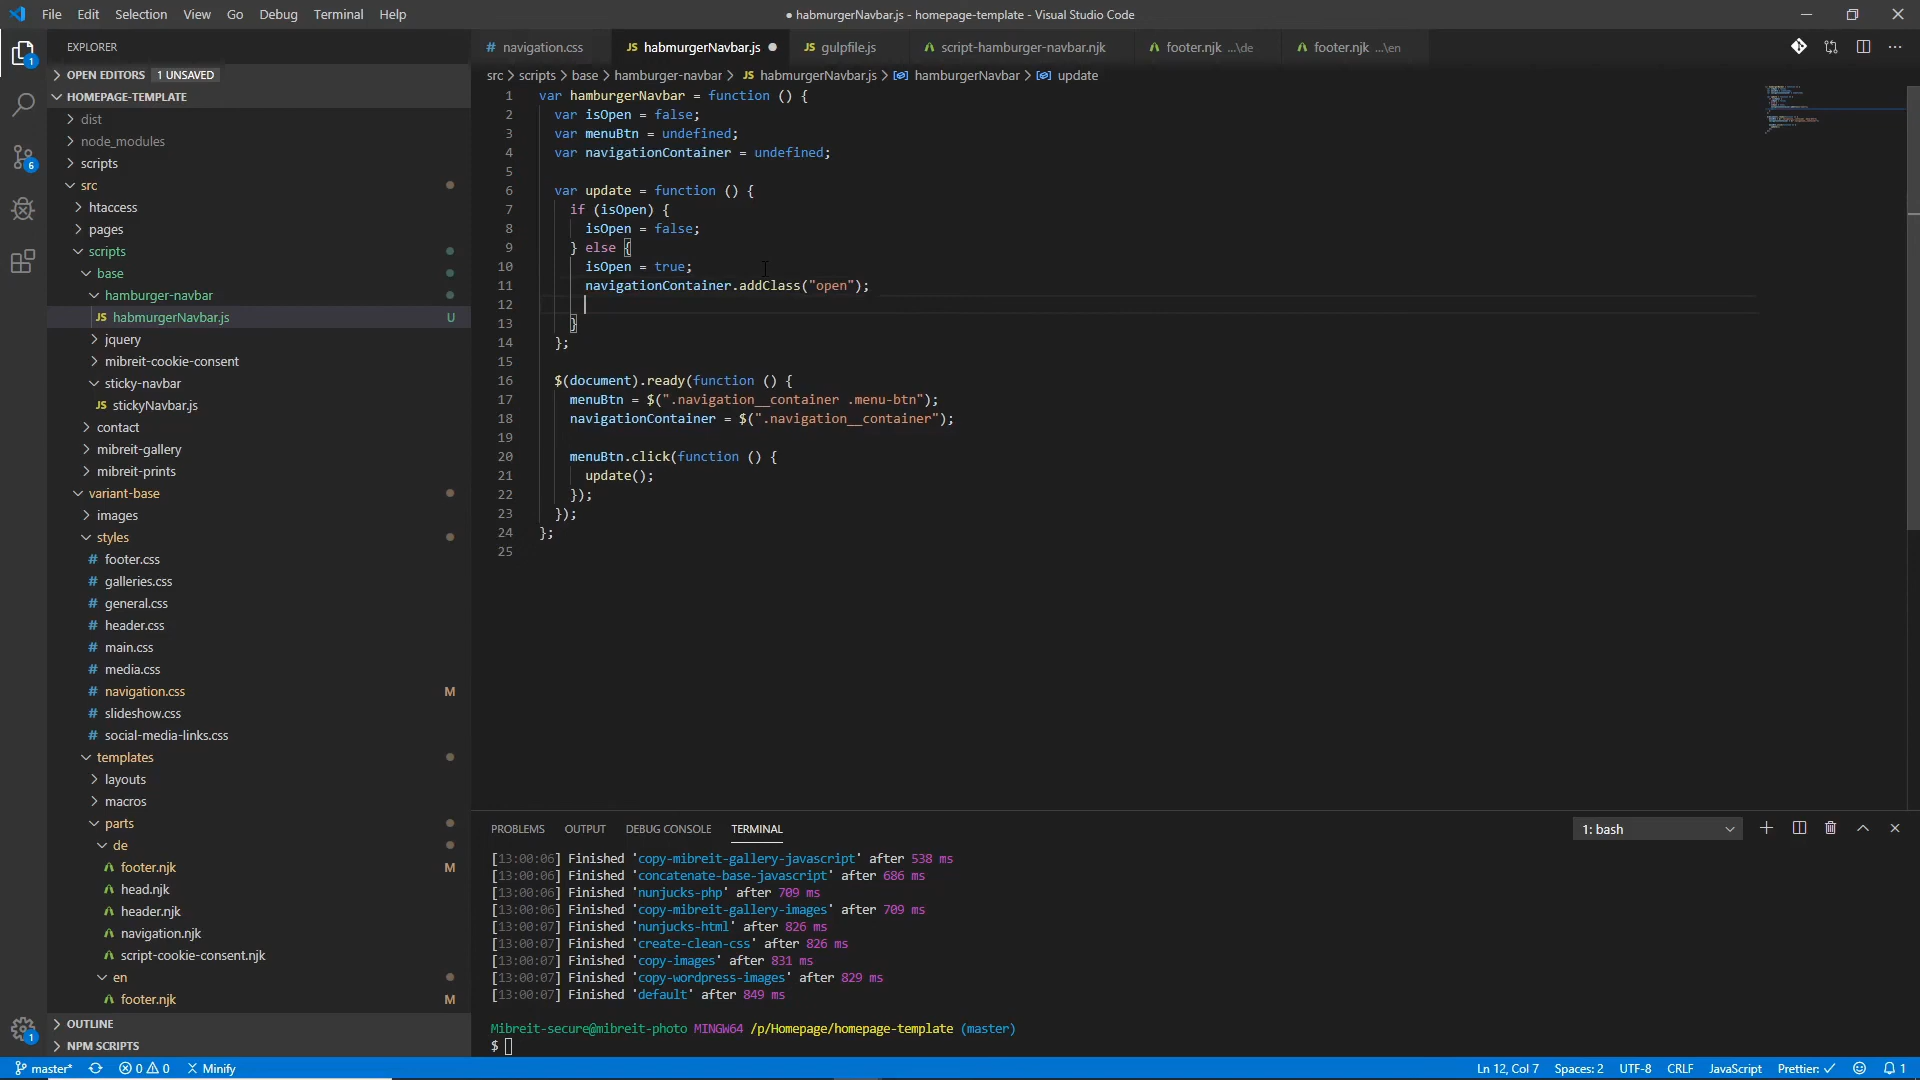 File Edit Selection View Go Debug Terminal Help
● habmurgerNavbar.js - homepage-template - Visual Studio Code
EXPLORER
OPEN EDITORS 1 UNSAVED
HOMEPAGE-TEMPLATE
dist
node_modules
scripts
src
htaccess
pages
scripts
base
hamburger-navbar
JS habmurgerNavbar.js U
jquery
mibreit-cookie-consent
sticky-navbar
JS stickyNavbar.js
contact
mibreit-gallery
mibreit-prints
variant-base
images
styles
# footer.css
# galleries.css
# general.css
# header.css
# main.css
# media.css
# navigation.css M
# slideshow.css
# social-media-links.css
templates
layouts
macros
parts
de
footer.njk M
head.njk
header.njk
navigation.njk
script-cookie-consent.njk
en
footer.njk M
OUTLINE
NPM SCRIPTS
1
6
1
# navigation.css JS habmurgerNavbar.js ● JS gulpfile.js script-hamburger-navbar.njk footer.njk ...\de footer.njk ...\en
src > scripts > base > hamburger-navbar > JS habmurgerNavbar.js > hamburgerNavbar > update
1 var hamburgerNavbar = function () {
2 var isOpen = false;
3 var menuBtn = undefined;
4 var navigationContainer = undefined;
5
6 var update = function () {
7 if (isOpen) {
8 isOpen = false;
9 } else {
10 isOpen = true;
11 navigationContainer.addClass("open");
12
13 }
14 };
15
16 $(document).ready(function () {
17 menuBtn = $(".navigation__container .menu-btn");
18 navigationContainer = $(".navigation__container");
19
20 menuBtn.click(function () {
21 update();
22 });
23 });
24 };
25
PROBLEMS OUTPUT DEBUG CONSOLE TERMINAL 1: bash
[13:00:06] Finished 'copy-mibreit-gallery-javascript' after 538 ms
[13:00:06] Finished 'concatenate-base-javascript' after 686 ms
[13:00:06] Finished 'nunjucks-php' after 709 ms
[13:00:06] Finished 'copy-mibreit-gallery-images' after 709 ms
[13:00:07] Finished 'nunjucks-html' after 826 ms
[13:00:07] Finished 'create-clean-css' after 826 ms
[13:00:07] Finished 'copy-images' after 831 ms
[13:00:07] Finished 'copy-wordpress-images' after 829 ms
[13:00:07] Finished 'default' after 849 ms
Mibreit-secure@mibreit-photo MINGW64 /p/Homepage/homepage-template (master)
$
master* 0 0 Minify Ln 12, Col 7 Spaces: 2 UTF-8 CRLF JavaScript Prettier: ✓ 1